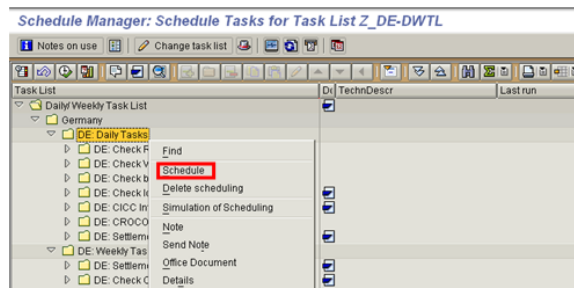 Schedule Manager: Schedule Tasks for Task List Z_DE-DWTL
Notes on use Change task list
Task List Do TechnDescr Last run
Daily/ Weekly Task List
Germany
DE: Daily Tasks
DE: Check F
Find
DE: Check V
Schedule
DE: Check b
Delete scheduling
DE: Check Ic
DE: CICC In
Simulation of Scheduling
DE: CROCO
Note
DE: Settlem
Send Note
DE: Weekly Tas
DE: Settlem
Office Document
DE: Check C
Details